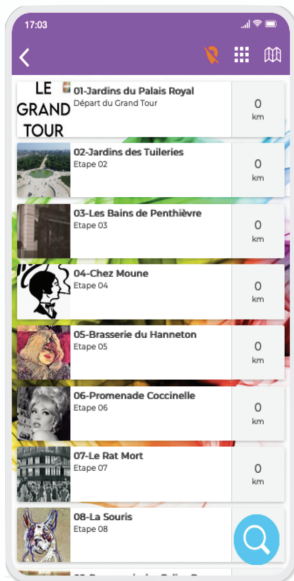 17:03
LE
GRAND
TOUR
01-Jardins du Palais Royal
Départ du Grand Tour
0
km
02-Jardins des Tuileries
Etape 02
0
km
03-Les Bains de Penthièvre
Etape 03
0
km
04-Chez Moune
Etape 04
0
km
05-Brasserie du Hanneton
Etape 05
0
km
06-Promenade Coccinelle
Etape 06
0
km
07-Le Rat Mort
Etape 07
0
km
08-La Souris
Etape 08